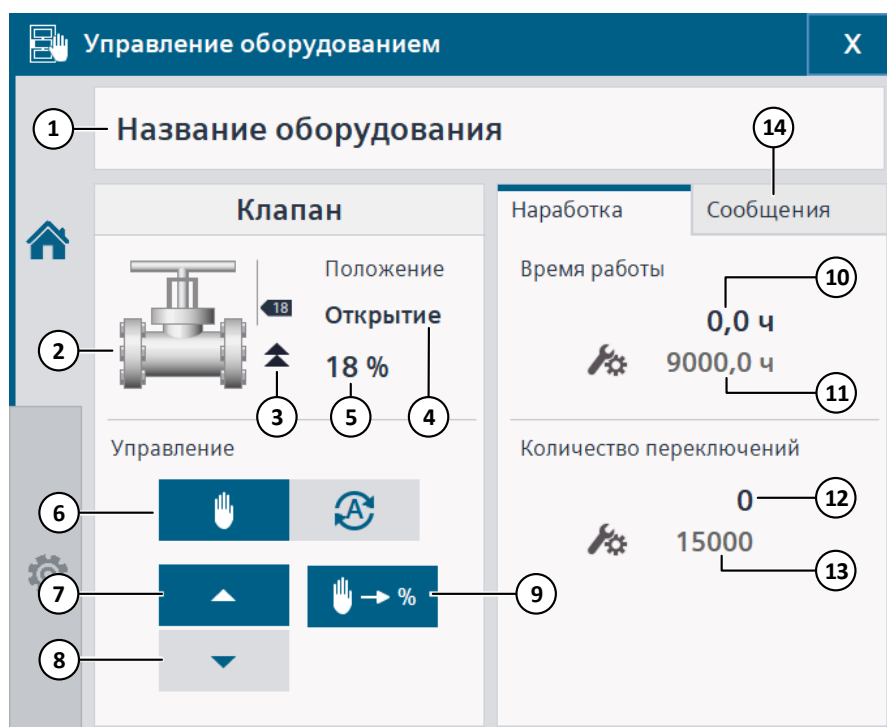 Управление оборудованием X
1 Название оборудования 14
Клапан
Наработка Сообщения
Положение
Время работы 10
18 Открытие
0,0 ч
2
18 %
9000,0 ч
3 5 4 11
Управление
Количество переключений
6 A
0 12
15000
13
7 % 9
8